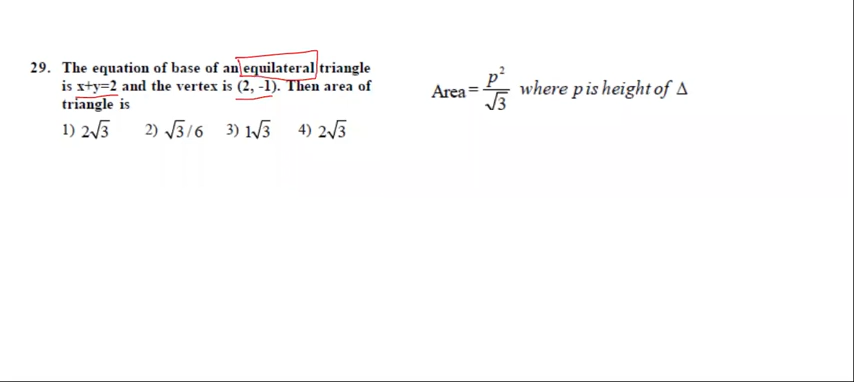 29. The equation of base of an equilateral triangle
is x+y=2 and the vertex is (2, -1). Then area of
triangle is
1) 2√3 2) √3/6 3) 1√3 4) 2√3
Area = p²/√3 where p is height of Δ